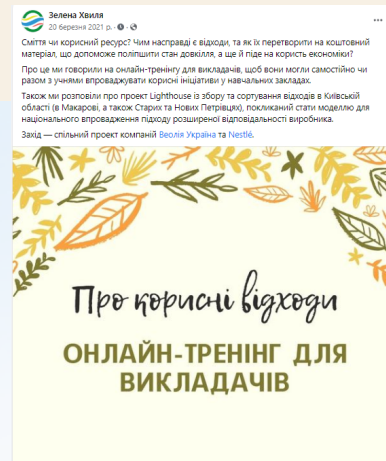 Зелена Хвиля
20 березня 2021 р.
Сміття чи корисний ресурс? Чим насправді є відходи, та як їх перетворити на коштовний
матеріал, що допоможе поліпшити стан довкілля, а ще й піде на користь економіки?
Про це ми говорили на онлайн-тренінгу для викладачів, щоб вони могли самостійно чи
разом з учнями впроваджувати корисні ініціативи у навчальних закладах.
Також ми розповіли про проект Lighthouse із збору та сортування відходів в Київській
області (в Макарові, а також Старих та Нових Петрівцях), покликаний стати моделлю для
національного впровадження підходу розширеної відповідальності виробника.
Захід — спільний проект компаній Веолія Україна та Nestlé.
Про корисні відходи
ОНЛАЙН-ТРЕНІНГ ДЛЯ
ВИКЛАДАЧІВ